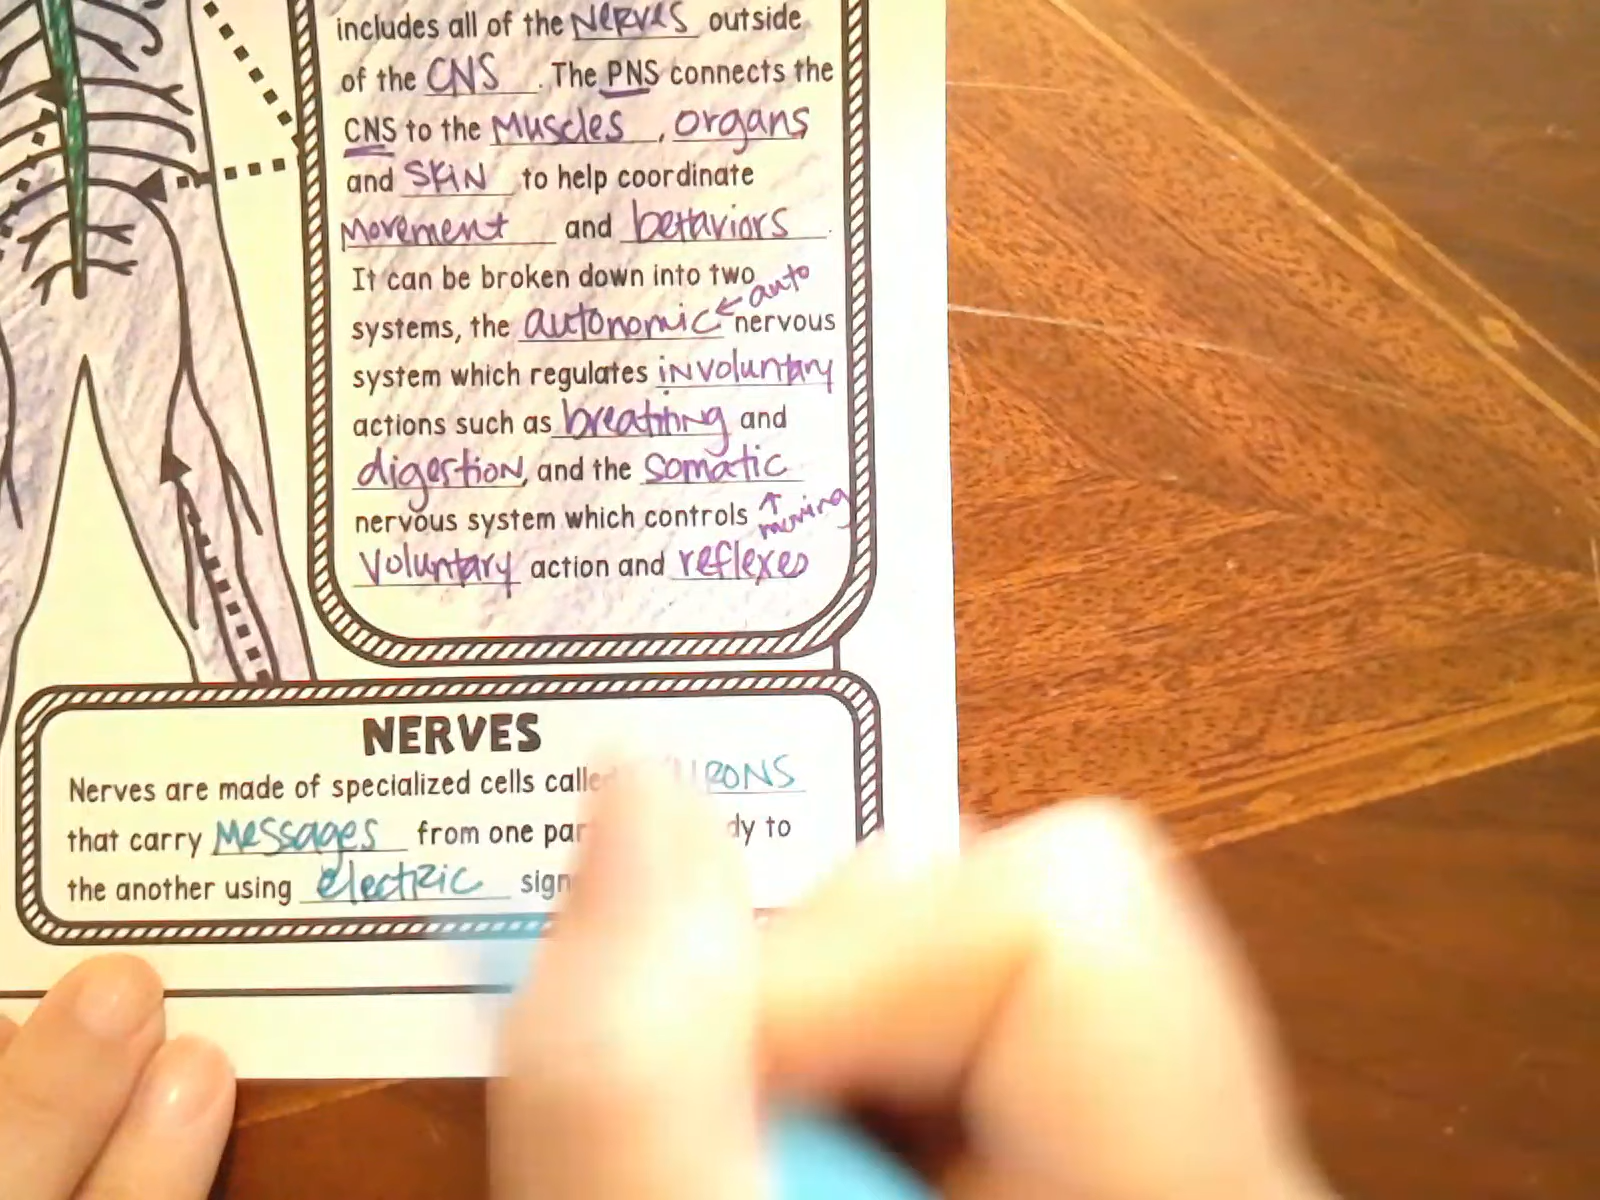 includes all of the Nerves outside
of the CNS. The PNS connects the
CNS to the Muscles, organs
and Skin to help coordinate
Movement and behaviors.
It can be broken down into two
← auto
systems, the autonomic nervous
system which regulates involuntary
actions such as breathing and
digestion, and the somatic
nervous system which controls ↑ moving
Voluntary action and reflexes
NERVES
Nerves are made of specialized cells
that carry Messages from one to
the another using electric